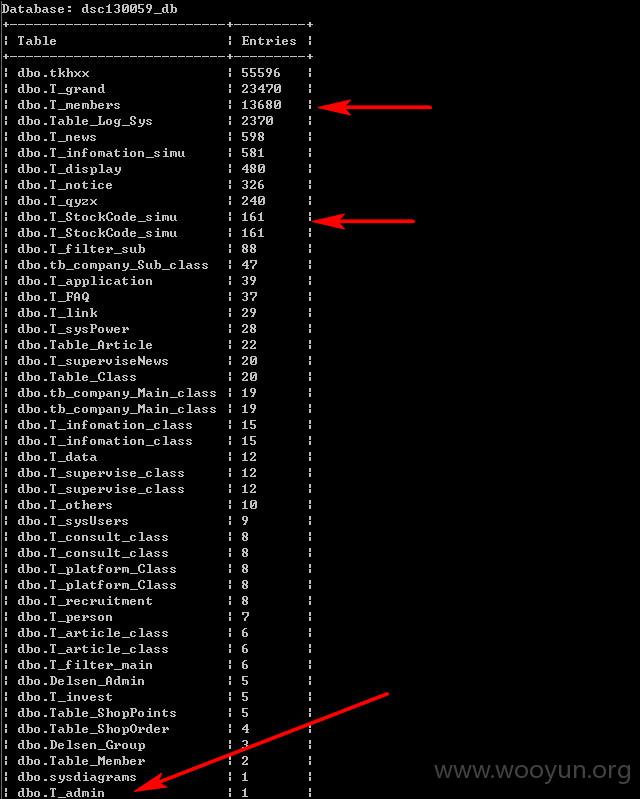 Database: dsc130059_db
+---------------------------+---------+
| Table | Entries |
+---------------------------+---------+
| dbo.tkhxx | 55596 |
| dbo.T_grand | 23470 |
| dbo.T_members | 13680 |
| dbo.Table_Log_Sys | 2370 |
| dbo.T_news | 598 |
| dbo.T_infomation_simu | 581 |
| dbo.T_display | 480 |
| dbo.T_notice | 326 |
| dbo.T_qyzx | 240 |
| dbo.T_StockCode_simu | 161 |
| dbo.T_StockCode_simu | 161 |
| dbo.T_filter_sub | 88 |
| dbo.tb_company_Sub_class | 47 |
| dbo.T_application | 39 |
| dbo.T_FAQ | 37 |
| dbo.T_link | 29 |
| dbo.T_sysPower | 28 |
| dbo.Table_Article | 22 |
| dbo.T_superviseNews | 20 |
| dbo.Table_Class | 20 |
| dbo.tb_company_Main_class | 19 |
| dbo.tb_company_Main_class | 19 |
| dbo.T_infomation_class | 15 |
| dbo.T_infomation_class | 15 |
| dbo.T_data | 12 |
| dbo.T_supervise_class | 12 |
| dbo.T_supervise_class | 12 |
| dbo.T_others | 10 |
| dbo.T_sysUsers | 9 |
| dbo.T_consult_class | 8 |
| dbo.T_consult_class | 8 |
| dbo.T_platform_Class | 8 |
| dbo.T_platform_Class | 8 |
| dbo.T_recruitment | 8 |
| dbo.T_person | 7 |
| dbo.T_article_class | 6 |
| dbo.T_article_class | 6 |
| dbo.T_filter_main | 6 |
| dbo.Delsen_Admin | 5 |
| dbo.T_invest | 5 |
| dbo.Table_ShopPoints | 5 |
| dbo.Table_ShopOrder | 4 |
| dbo.Delsen_Group | 3 |
| dbo.Table_Member | 2 |
| dbo.sysdiagrams | 1 |
| dbo.T_admin | 1 |
www.wooyun.org